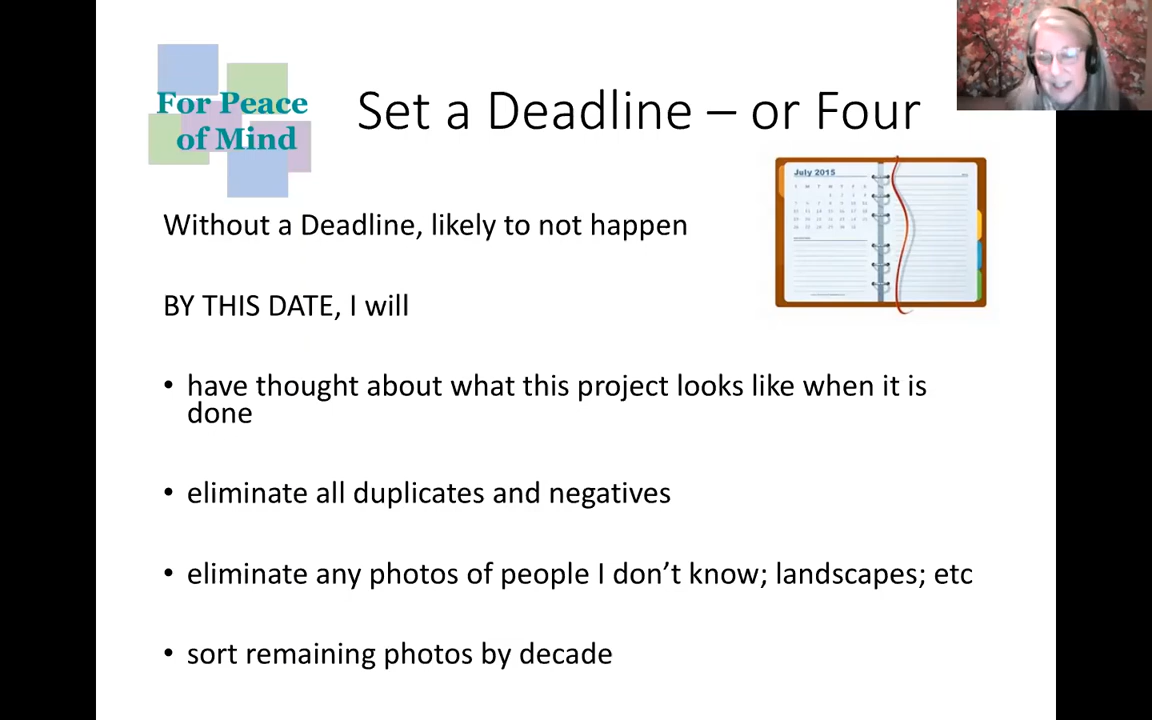 For Peace
of Mind
Set a Deadline – or Four
July 2015
Without a Deadline, likely to not happen
BY THIS DATE, I will
• have thought about what this project looks like when it is
done
• eliminate all duplicates and negatives
• eliminate any photos of people I don’t know; landscapes; etc
• sort remaining photos by decade